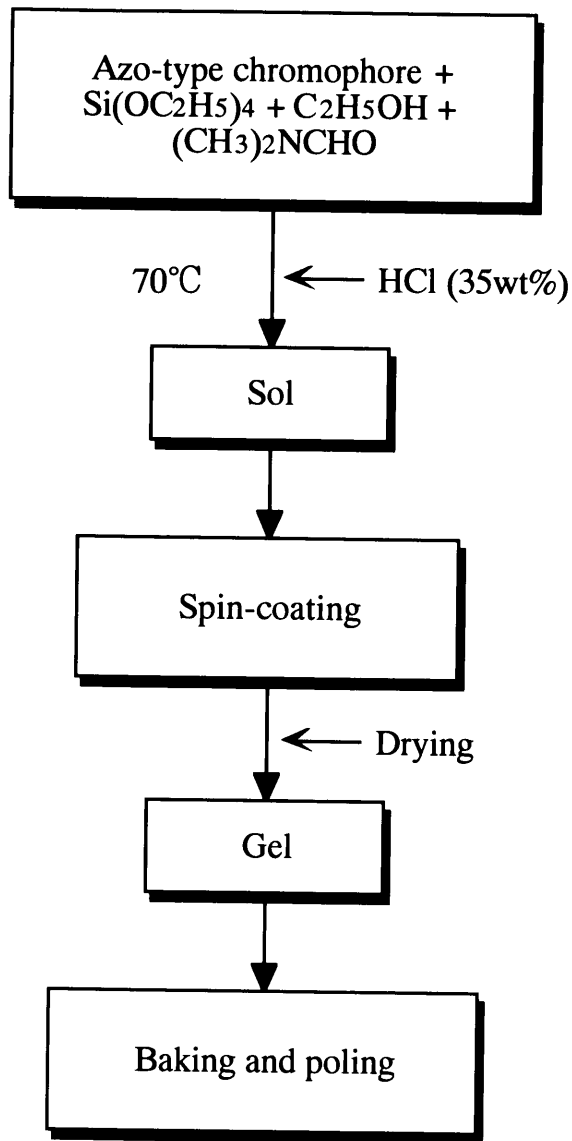 Azo-type chromophore +
Si(OC2H5)4 + C2H5OH +
(CH3)2NCHO
70℃
HCl (35wt%)
Sol
Spin-coating
Drying
Gel
Baking and poling